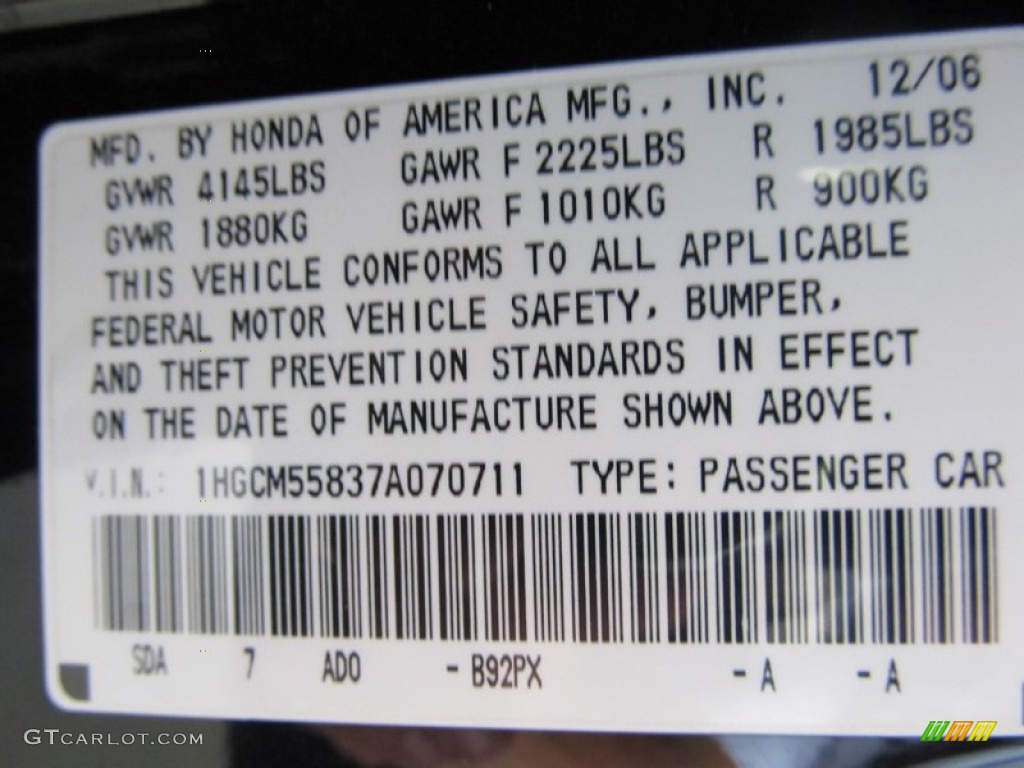 MFD. BY HONDA OF AMERICA MFG., INC. 12/06
GVWR 4145LBS GAWR F 2225LBS R 1985LBS
GVWR 1880KG GAWR F 1010KG R 900KG
THIS VEHICLE CONFORMS TO ALL APPLICABLE
FEDERAL MOTOR VEHICLE SAFETY, BUMPER,
AND THEFT PREVENTION STANDARDS IN EFFECT
ON THE DATE OF MANUFACTURE SHOWN ABOVE.
V.I.N.: 1HGCM55837A070711 TYPE: PASSENGER CAR
SDA 7 AD0 - B92PX - A - A
GTCARLOT.COM